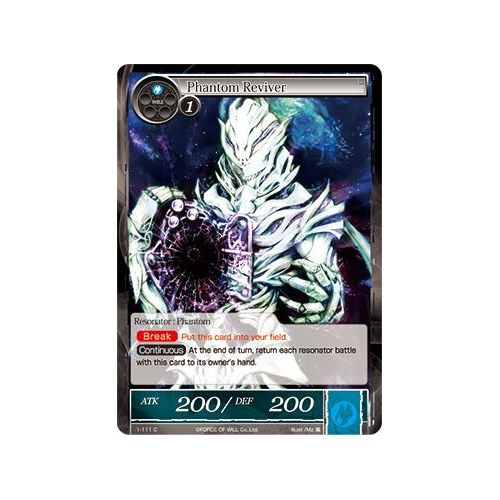 Phantom Reviver
WILL
1
Resonator : Phantom
Break Put this card into your field.
Continuous At the end of turn, return each resonator battle
with this card to its owner's hand.
ATK 200 / DEF 200
1-111 C ©FORCE OF WILL Co.,Ltd. Illust./Mr.